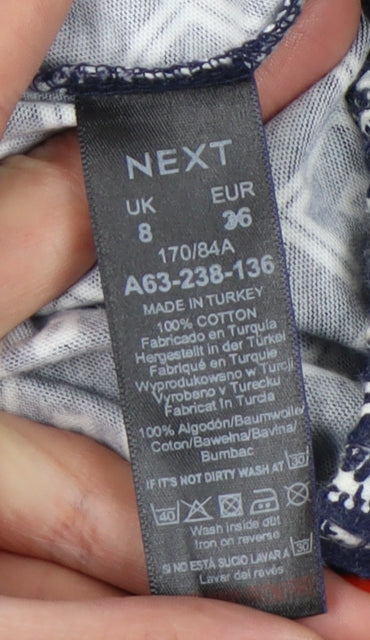 NEXT
UK EUR
8 36
170/84A
A63-238-136
MADE IN TURKEY
100% COTTON
Fabricado en Turquía
Hergestellt in der Türkei
Fabriqué en Turquie
Wyprodukowano w Turcji
Vyrobeno v Turecku
Fabricat în Turcia
100% Algodón/Baumwolle/
Coton/Bawełna/Bavlna/
Bumbac
IF IT'S NOT DIRTY WASH AT 30
40
Wash inside out
Iron on reverse
SI NO ESTÁ SUCIO LAVAR A 30
Lavar del revés